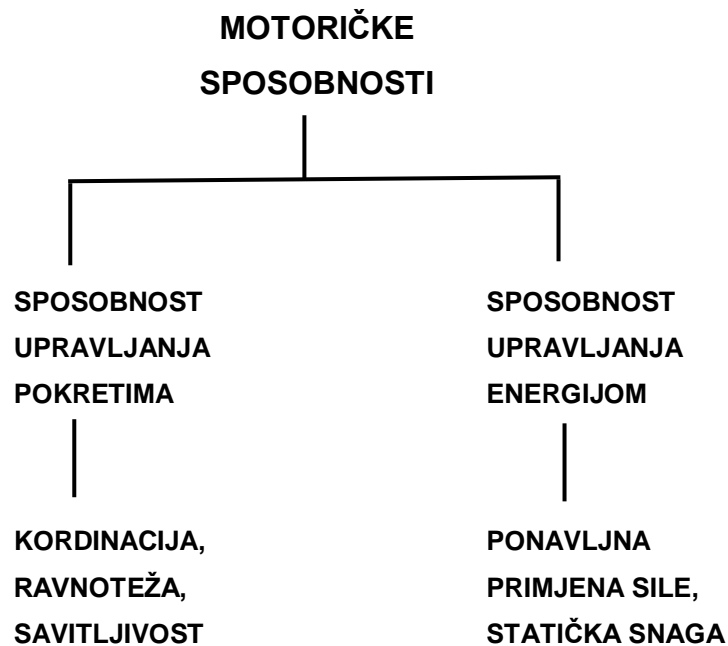 MOTORIČKE
SPOSOBNOSTI
SPOSOBNOST
UPRAVLJANJA
POKRETIMA
SPOSOBNOST
UPRAVLJANJA
ENERGIJOM
KORDINACIJA,
RAVNOTEŽA,
SAVITLJIVOST
PONAVLJNA
PRIMJENA SILE,
STATIČKA SNAGA